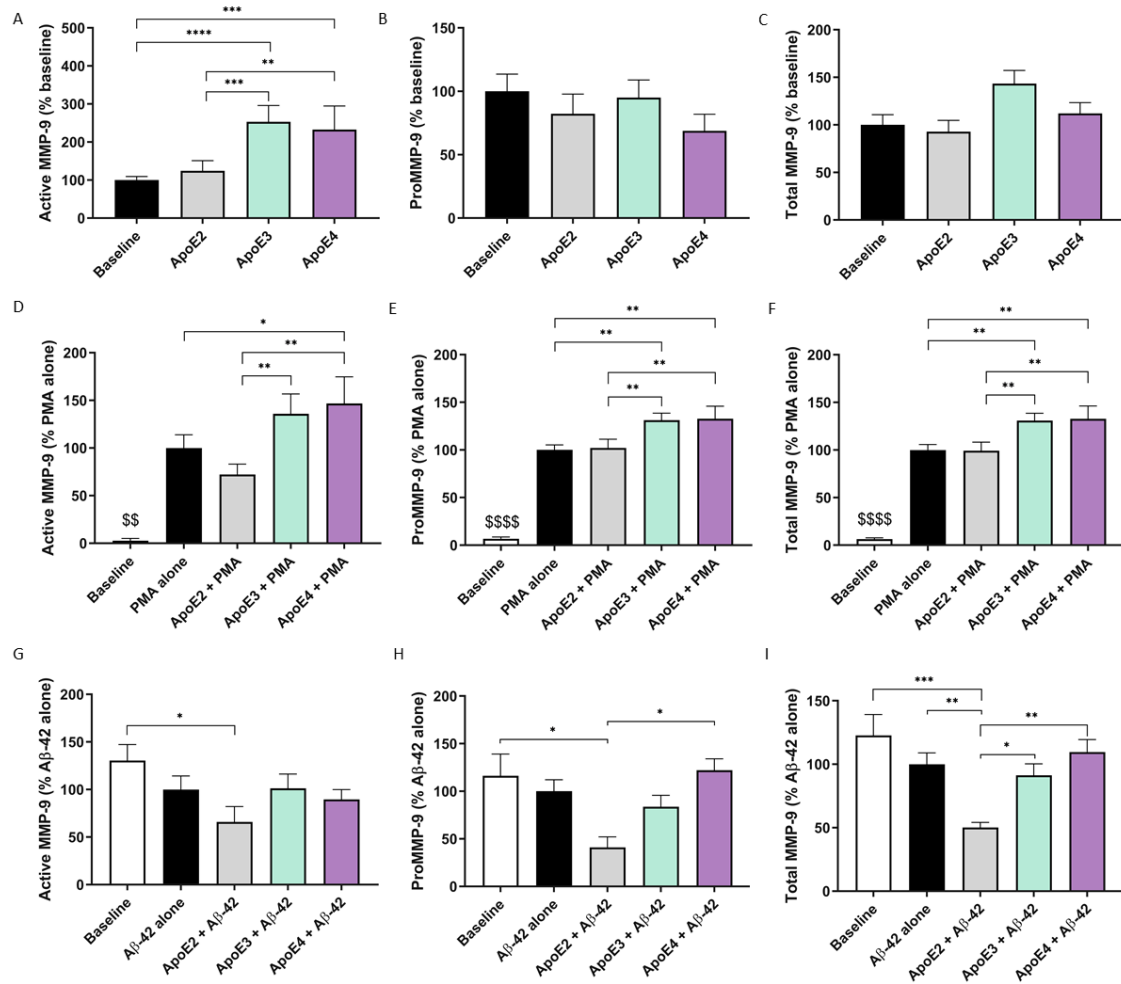 A
Active MMP-9 (% baseline)
500
400
300
200
100
0
***
****
**
***
Baseline
ApoE2
ApoE3
ApoE4
B
ProMMP-9 (% baseline)
150
100
50
0
Baseline
ApoE2
ApoE3
ApoE4
C
Total MMP-9 (% baseline)
200
150
100
50
0
Baseline
ApoE2
ApoE3
ApoE4
D
Active MMP-9 (% PMA alone)
200
150
100
50
0
*
**
**
$$
Baseline
PMA alone
ApoE2 + PMA
ApoE3 + PMA
ApoE4 + PMA
E
ProMMP-9 (% PMA alone)
200
150
100
50
0
**
**
**
**
$$$$
Baseline
PMA alone
ApoE2 + PMA
ApoE3 + PMA
ApoE4 + PMA
F
Total MMP-9 (% PMA alone)
200
150
100
50
0
**
**
**
**
$$$$
Baseline
PMA alone
ApoE2 + PMA
ApoE3 + PMA
ApoE4 + PMA
G
Active MMP-9 (% Aβ-42 alone)
200
150
100
50
0
*
Baseline
Aβ-42 alone
ApoE2 + Aβ-42
ApoE3 + Aβ-42
ApoE4 + Aβ-42
H
ProMMP-9 (% Aβ-42 alone)
200
150
100
50
0
*
*
Baseline
Aβ-42 alone
ApoE2 + Aβ-42
ApoE3 + Aβ-42
ApoE4 + Aβ-42
I
Total MMP-9 (% Aβ-42 alone)
150
100
50
0
***
**
**
*
Baseline
Aβ-42 alone
ApoE2 + Aβ-42
ApoE3 + Aβ-42
ApoE4 + Aβ-42